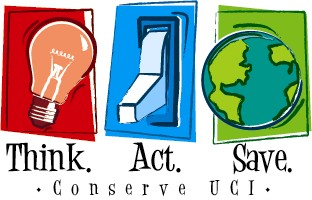 Think. Act. Save.
· Conserve UCI ·